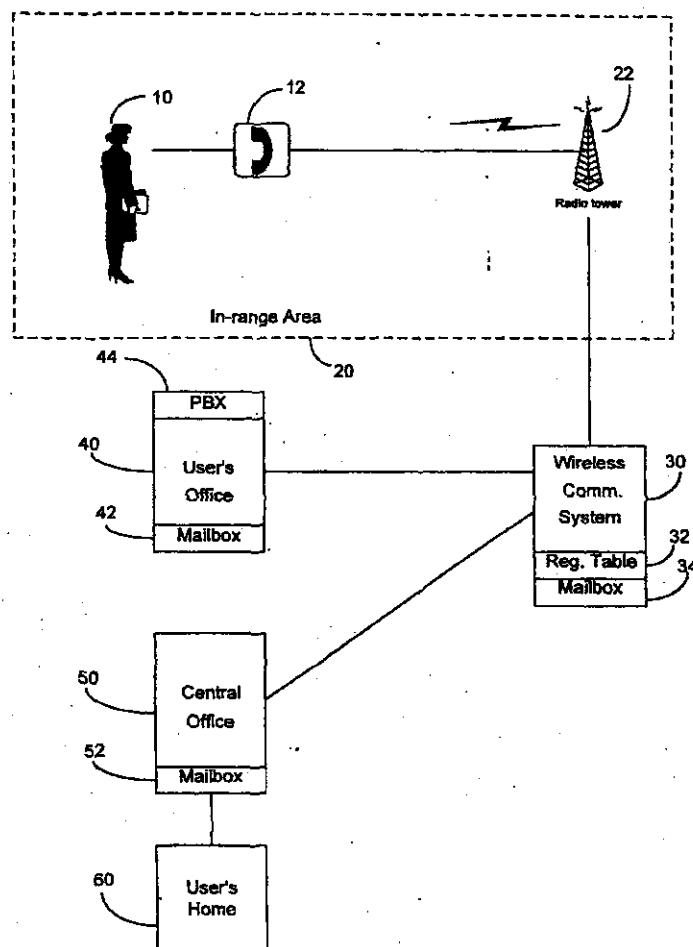 10
12
22
Radio tower
In-range Area
20
44
PBX
40
User's
Office
42
Mailbox
Wireless
Comm.
System
30
Reg. Table
32
Mailbox
34
50
Central
Office
52
Mailbox
60
User's
Home